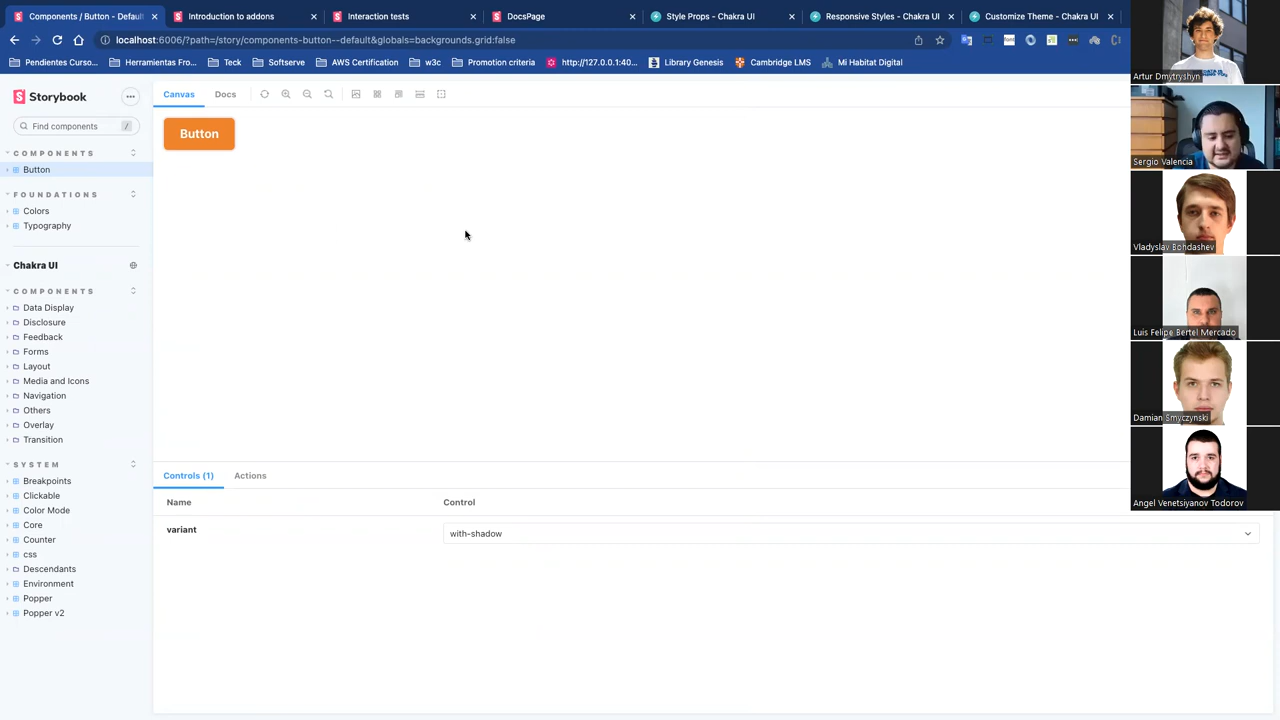 Components / Button - Defaul
Introduction to addons
Interaction tests
DocsPage
Style Props - Chakra UI
Responsive Styles - Chakra UI
Customize Theme - Chakra UI
localhost:6006/?path=/story/components-button--default&globals=backgrounds.grid:false
Pendientes Curso...
Herramientas Fro...
Teck
Softserve
AWS Certification
w3c
Promotion criteria
http://127.0.0.1:40...
Library Genesis
Cambridge LMS
Mi Habitat Digital
Storybook
Find components
/
COMPONENTS
Button
FOUNDATIONS
Colors
Typography
Chakra UI
COMPONENTS
Data Display
Disclosure
Feedback
Forms
Layout
Media and Icons
Navigation
Others
Overlay
Transition
SYSTEM
Breakpoints
Clickable
Color Mode
Core
Counter
css
Descendants
Environment
Popper
Popper v2
Canvas
Docs
Button
Controls (1)
Actions
Name
Control
variant
with-shadow
Artur Dmytryshyn
Sergio Valencia
Vladyslav Bohdashev
Luis Felipe Bertel Mercado
Damian Smyczynski
Angel Venetsiyanov Todorov